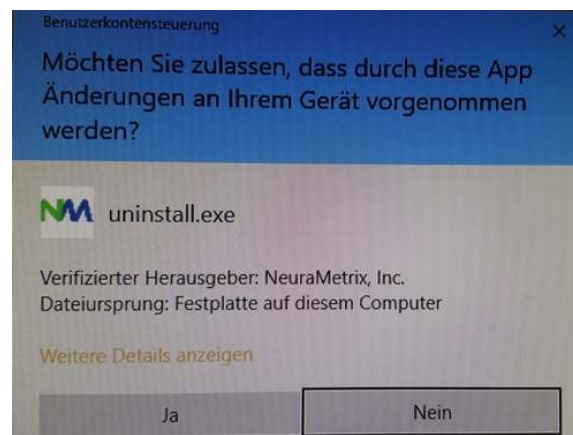 Benutzerkontensteuerung
Möchten Sie zulassen, dass durch diese App
Änderungen an Ihrem Gerät vorgenommen
werden?
NM uninstall.exe
Verifizierter Herausgeber: NeuraMetrix, Inc.
Dateiursprung: Festplatte auf diesem Computer
Weitere Details anzeigen
Ja Nein